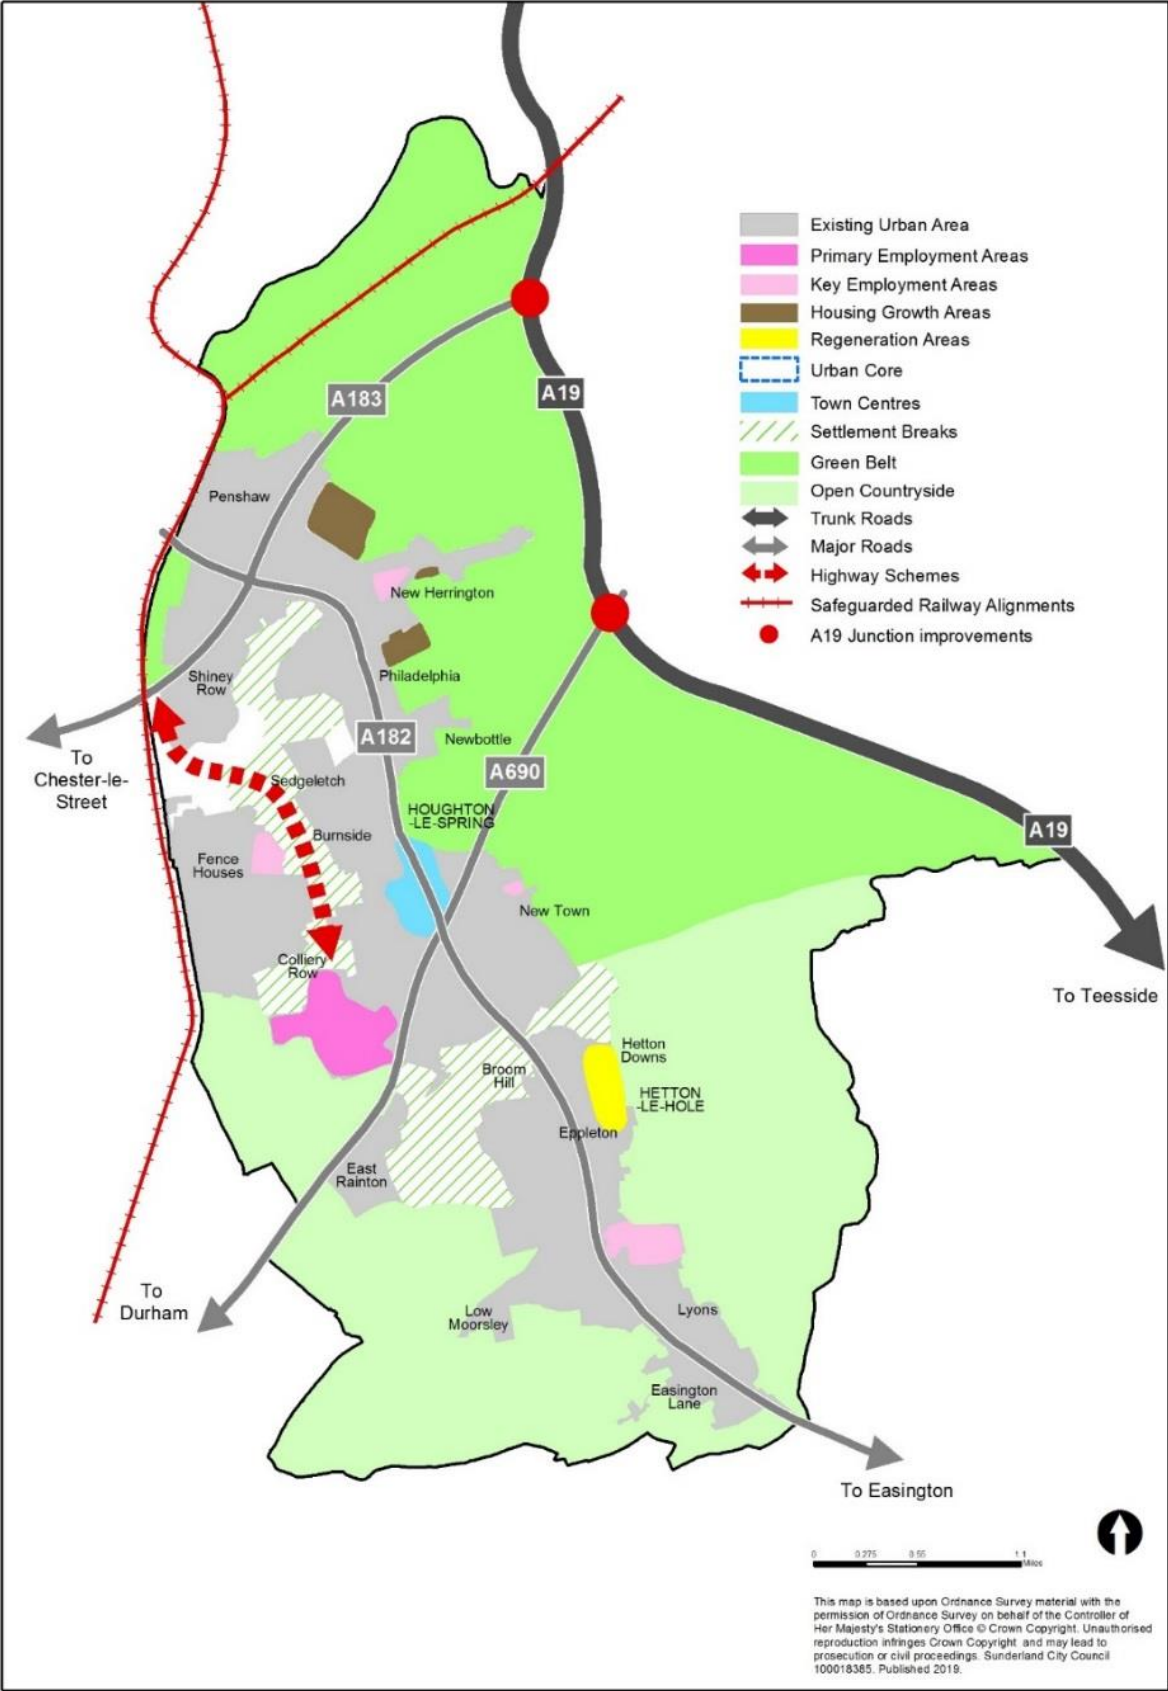 A183
A19
Existing Urban Area
Primary Employment Areas
Key Employment Areas
Housing Growth Areas
Regeneration Areas
Urban Core
Town Centres
Settlement Breaks
Green Belt
Open Countryside
Trunk Roads
Major Roads
Highway Schemes
Safeguarded Railway Alignments
A19 Junction improvements
Penshaw
New Herrington
Shiney
Row
Philadelphia
A182
Newbottle
A690
To
Chester-le-
Street
Sedgeletch
HOUGHTON
-LE-SPRING
Burnside
A19
Fence
Houses
New Town
Colliery
Row
To Teesside
Hetton
Downs
Broom
Hill
HETTON
-LE-HOLE
Eppleton
East
Rainton
To
Durham
Low
Moorsley
Lyons
Easington
Lane
To Easington
0 0.275 0.55 1.1
Miles
This map is based upon Ordnance Survey material with the
permission of Ordnance Survey on behalf of the Controller of
Her Majesty's Stationery Office © Crown Copyright. Unauthorised
reproduction infringes Crown Copyright and may lead to
prosecution or civil proceedings. Sunderland City Council
100018385. Published 2019.